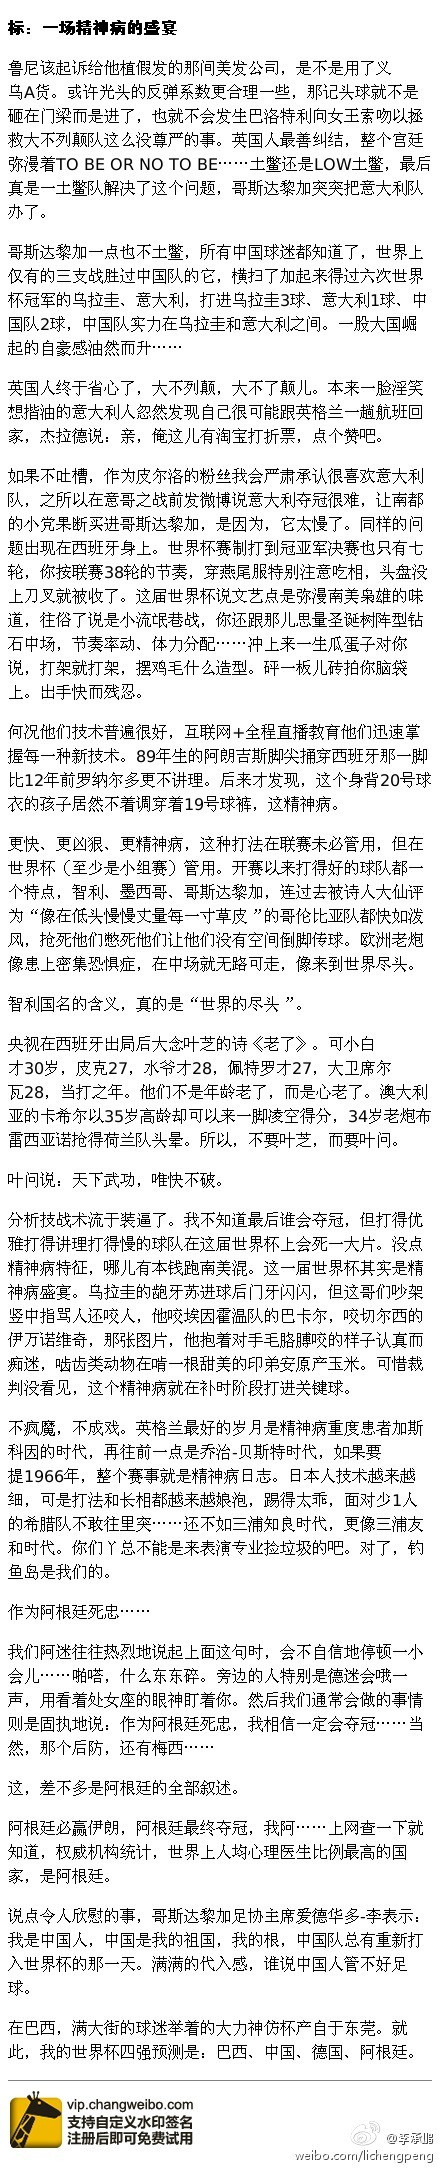 标：一场精神病的盛宴
鲁尼该起诉给他植假发的那间美发公司，是不是用了义
乌A货。或许光头的反弹系数更合理一些，那记头球就不是
砸在门梁而是进了，也就不会发生巴洛特利向女王索吻以拯
救大不列颠队这么没尊严的事。英国人最善纠结，整个宫廷
弥漫着TO BE OR NO TO BE……土鳖还是LOW土鳖，最后
真是一土鳖队解决了这个问题，哥斯达黎加突突把意大利队
办了。
哥斯达黎加一点也不土鳖，所有中国球迷都知道了，世界上
仅有的三支战胜过中国队的它，横扫了加起来得过六次世界
杯冠军的乌拉圭、意大利，打进乌拉圭3球、意大利1球、中
国队2球，中国队实力在乌拉圭和意大利之间。一股大国崛
起的自豪感油然而升……
英国人终于省心了，大不列颠，大不了颠儿。本来一脸淫笑
想揩油的意大利人忽然发现自己很可能跟英格兰一趟航班回
家，杰拉德说：亲，俺这儿有淘宝打折票，点个赞吧。
如果不吐槽，作为皮尔洛的粉丝我会严肃承认很喜欢意大利
队，之所以在意哥之战前发微博说意大利夺冠很难，让南都
的小党果断买进哥斯达黎加，是因为，它太慢了。同样的问
题出现在西班牙身上。世界杯赛制打到冠亚军决赛也只有七
轮，你按联赛38轮的节奏，穿燕尾服特别注意吃相，头盘没
上刀叉就被收了。这届世界杯说文艺点是弥漫南美枭雄的味
道，往俗了说是小流氓巷战，你还跟那儿思量圣诞树阵型钻
石中场，节奏率动、体力分配……冲上来一生瓜蛋子对你
说，打架就打架，摆鸡毛什么造型。砰一板儿砖拍你脑袋
上。出手快而残忍。
何况他们技术普遍很好，互联网+全程直播教育他们迅速掌
握每一种新技术。89年生的阿朗吉斯脚尖捅穿西班牙那一脚
比12年前罗纳尔多更不讲理。后来才发现，这个身背20号球
衣的孩子居然不着调穿着19号球裤，这精神病。
更快、更凶狠、更精神病，这种打法在联赛未必管用，但在
世界杯（至少是小组赛）管用。开赛以来打得好的球队都一
个特点，智利、墨西哥、哥斯达黎加，连过去被诗人大仙评
为“像在低头慢慢丈量每一寸草皮”的哥伦比亚队都快如泼
风，抢死他们憋死他们让他们没有空间倒脚传球。欧洲老炮
像患上密集恐惧症，在中场就无路可走，像来到世界尽头。
智利国名的含义，真的是“世界的尽头”。
央视在西班牙出局后大念叶芝的诗《老了》。可小白
才30岁，皮克27，水爷才28，佩特罗才27，大卫席尔
瓦28，当打之年。他们不是年龄老了，而是心老了。澳大利
亚的卡希尔以35岁高龄却可以来一脚凌空得分，34岁老炮布
雷西亚诺抢得荷兰队头晕。所以，不要叶芝，而要叶问。
叶问说：天下武功，唯快不破。
分析技战术流于装逼了。我不知道最后谁会夺冠，但打得优
雅打得讲理打得慢的球队在这届世界杯上会死一大片。没点
精神病特征，哪儿有本钱跑南美混。这一届世界杯其实是精
神病盛宴。乌拉圭的龅牙苏进球后门牙闪闪，但这哥们吵架
竖中指骂人还咬人，他咬埃因霍温队的巴卡尔，咬切尔西的
伊万诺维奇，那张图片，他抱着对手毛胳膊咬的样子认真而
痴迷，啮齿类动物在啃一根甜美的印弟安原产玉米。可惜裁
判没看见，这个精神病就在补时阶段打进关键球。
不疯魔，不成戏。英格兰最好的岁月是精神病重度患者加斯
科因的时代，再往前一点是乔治-贝斯特时代，如果要
提1966年，整个赛事就是精神病日志。日本人技术越来越
细，可是打法和长相都越来越娘泡，踢得太乖，面对少1人
的希腊队不敢往里突……还不如三浦知良时代，更像三浦友
和时代。你们丫总不能是来表演专业捡垃圾的吧。对了，钓
鱼岛是我们的。
作为阿根廷死忠……
我们阿迷往往热烈地说起上面这句时，会不自信地停顿一小
会儿……啪嗒，什么东东碎。旁边的人特别是德迷会哦一
声，用看着处女座的眼神盯着你。然后我们通常会做的事情
则是固执地说：作为阿根廷死忠，我相信一定会夺冠……当
然，那个后防，还有梅西……
这，差不多是阿根廷的全部叙述。
阿根廷必赢伊朗，阿根廷最终夺冠，我阿……上网查一下就
知道，权威机构统计，世界上人均心理医生比例最高的国
家，是阿根廷。
说点令人欣慰的事，哥斯达黎加足协主席爱德华多-李表示：
我是中国人，中国是我的祖国，我的根，中国队总有重新打
入世界杯的那一天。满满的代入感，谁说中国人管不好足
球。
在巴西，满大街的球迷举着的大力神仿杯产自于东莞。就
此，我的世界杯四强预测是：巴西、中国、德国、阿根廷。
vip.changweibo.com
支持自定义水印签名
注册后即可免费试用
@李承鹏
weibo.com/lichengpeng